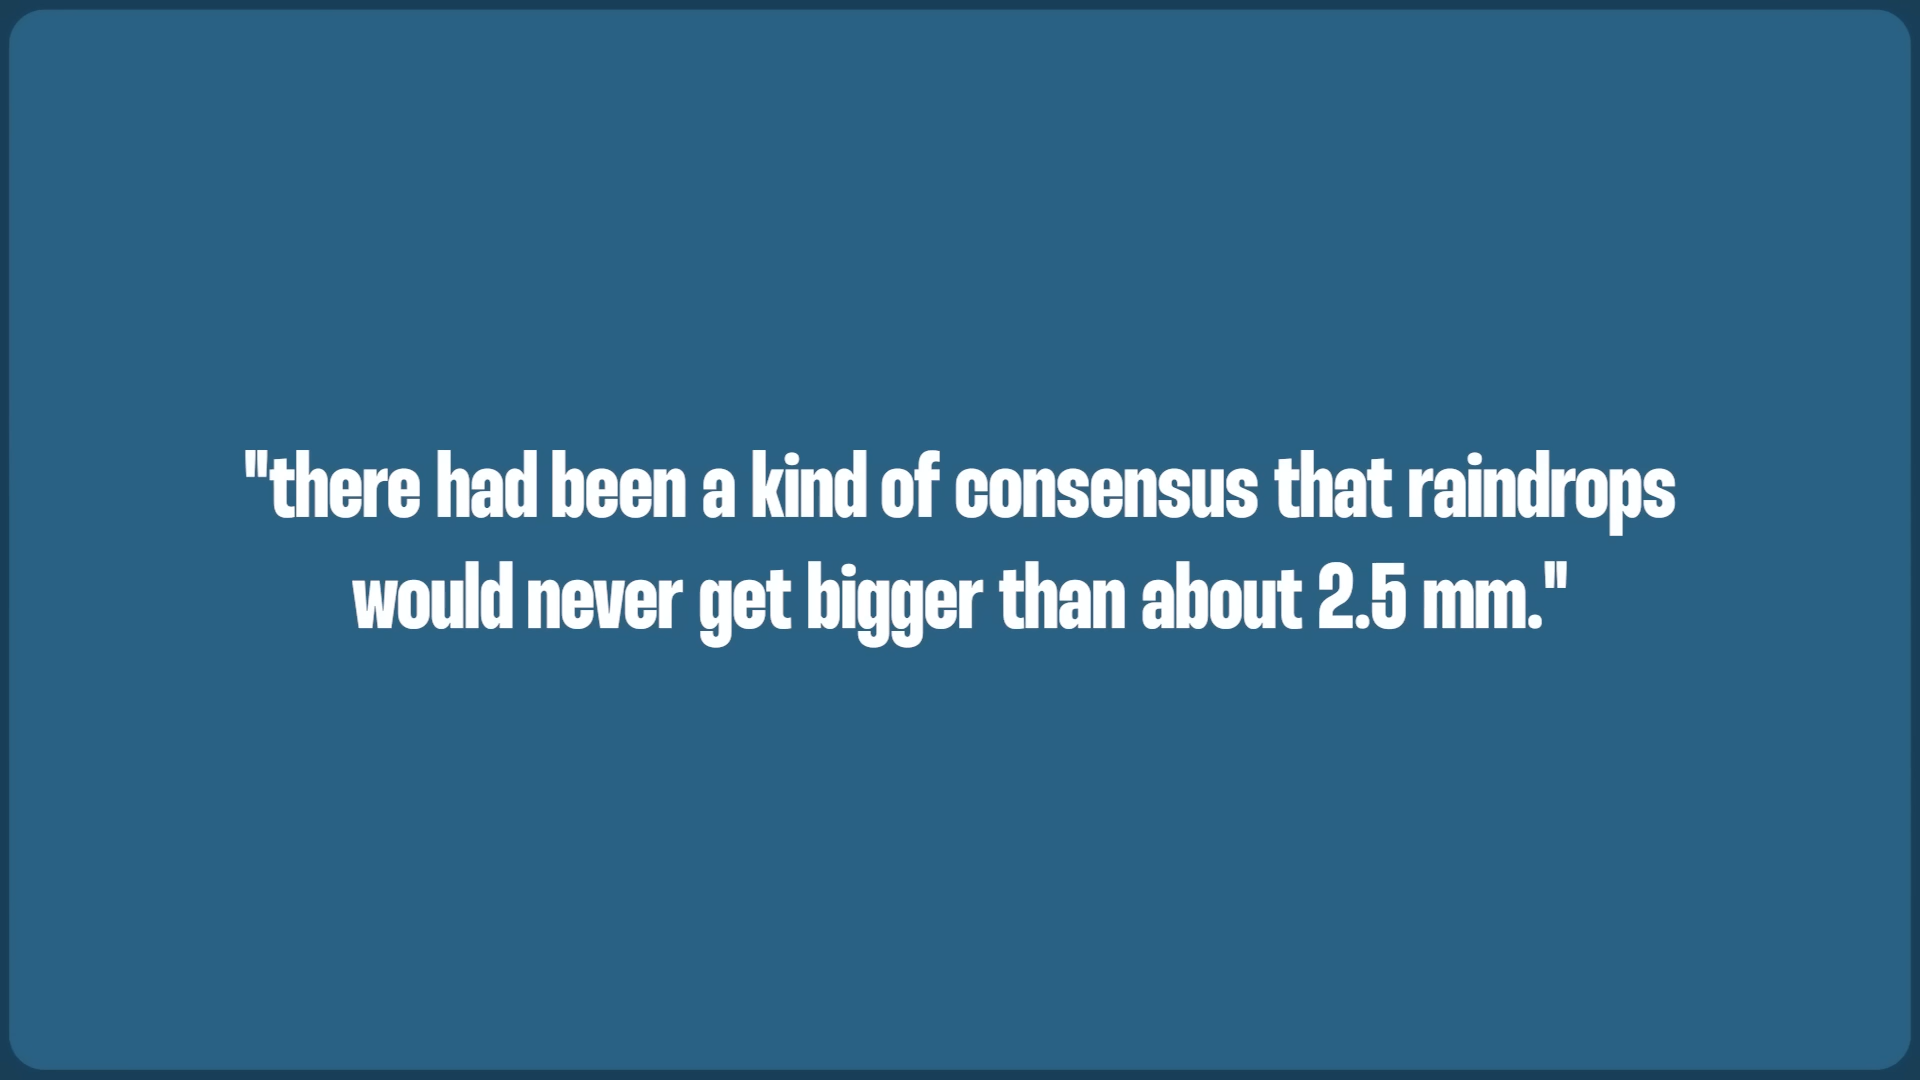 "there had been a kind of consensus that raindrops
would never get bigger than about 2.5 mm."